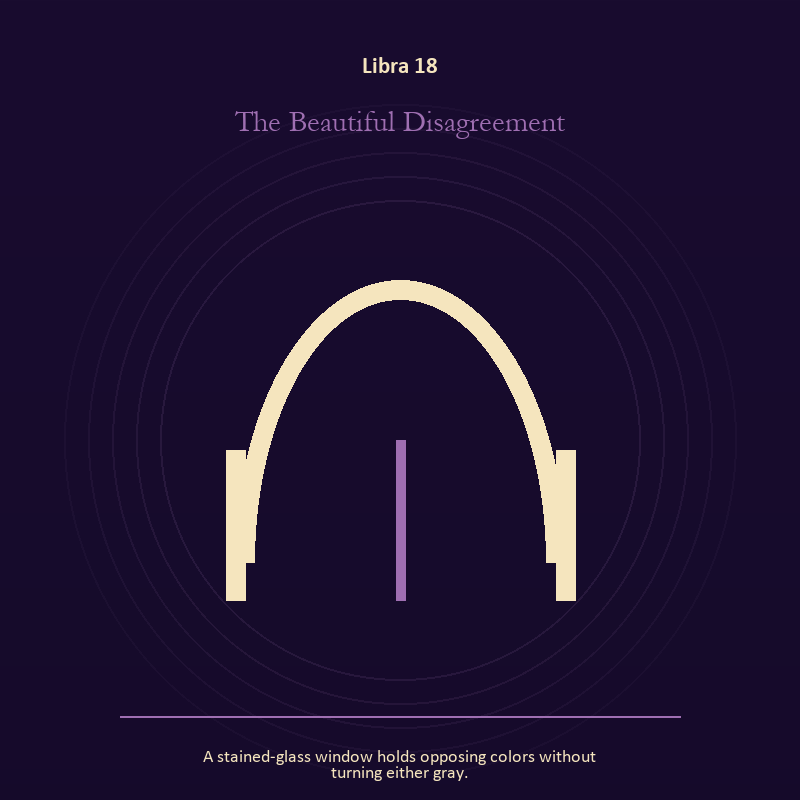 Libra 18
The Beautiful Disagreement
A stained-glass window holds opposing colors without
turning either gray.